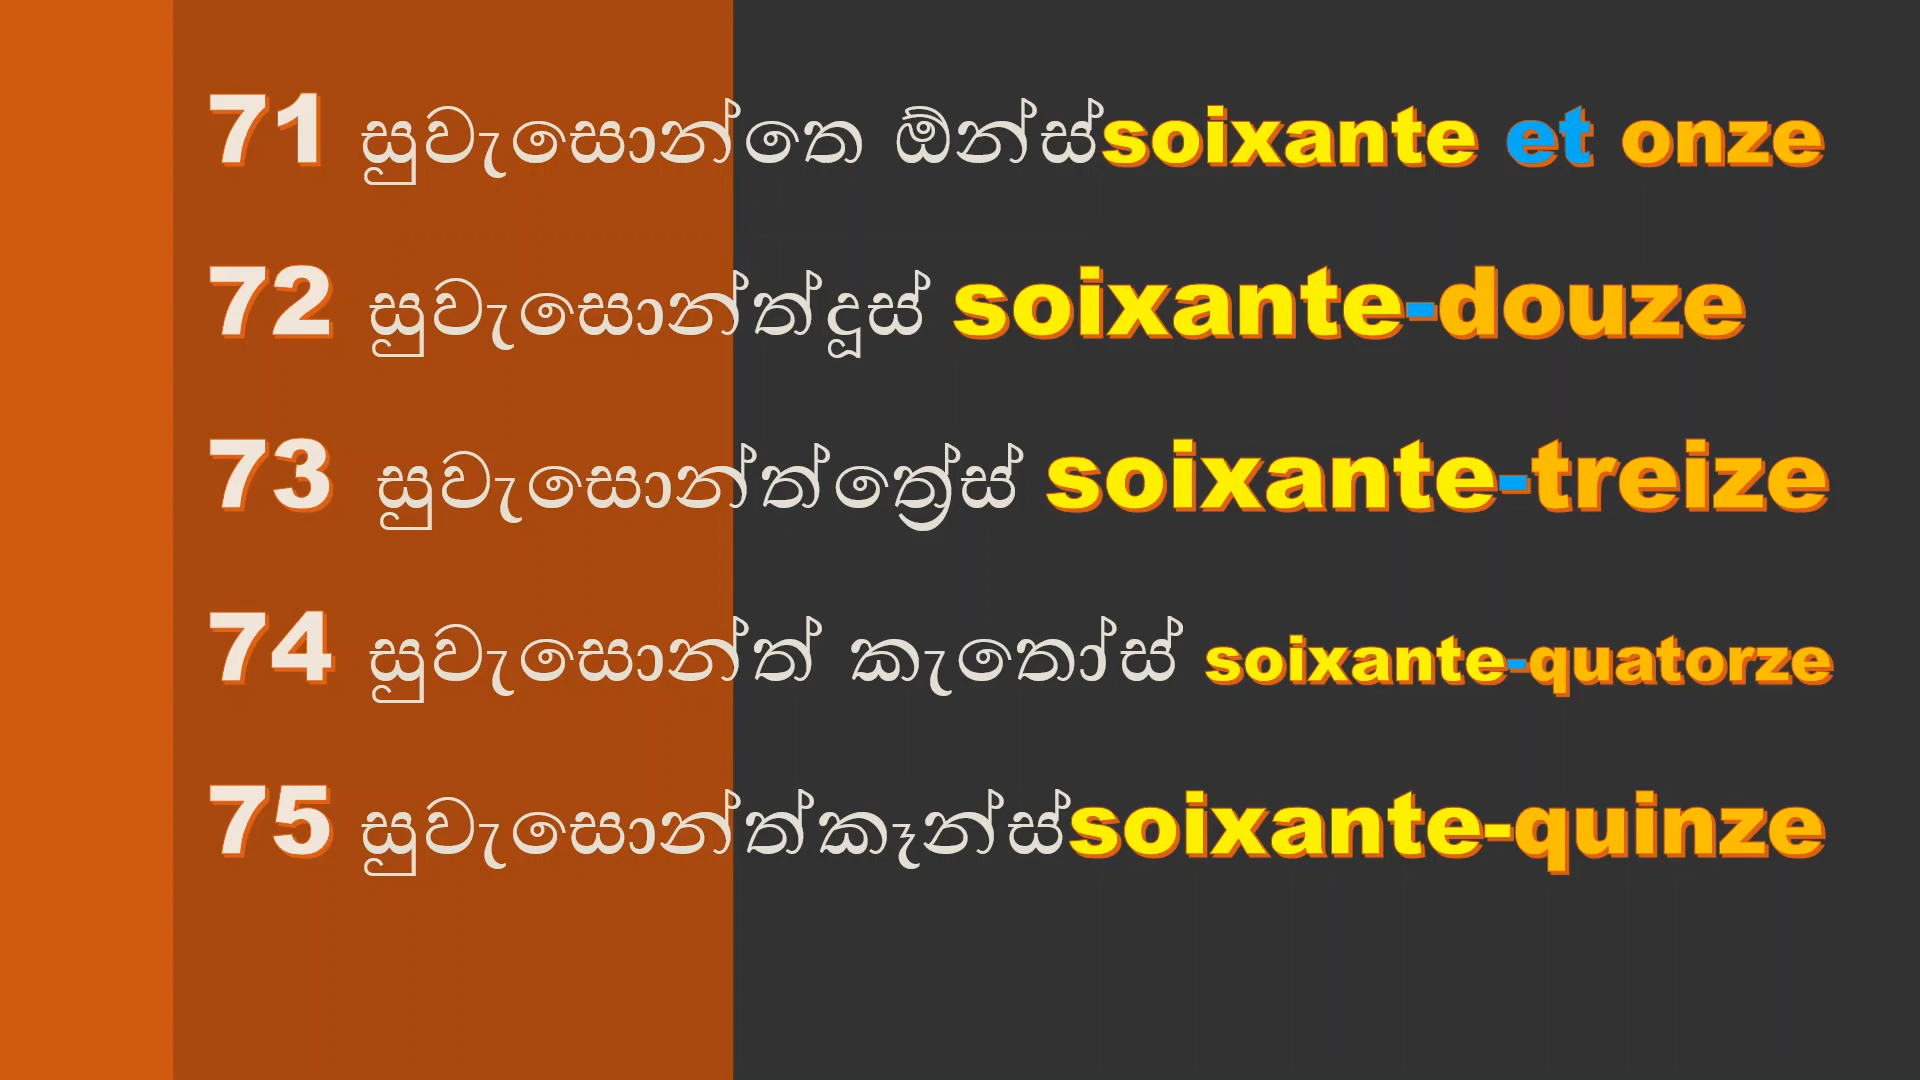 71 සුවැසොන්තෙ ඕන්ස්soixante et onze
72 සුවැසොන්ත්දූස් soixante-douze
73 සුවැසොන්ත්ත්‍රේස් soixante-treize
74 සුවැසොන්ත් කැතෝස් soixante-quatorze
75 සුවැසොන්ත්කෑන්ස්soixante-quinze